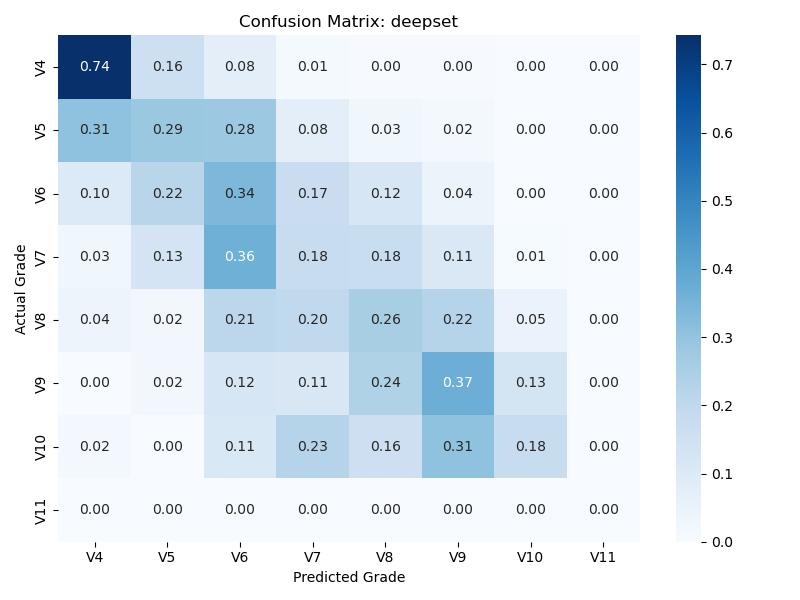 Confusion Matrix: deepset
V4 0.74 0.16 0.08 0.01 0.00 0.00 0.00 0.00
V5 0.31 0.29 0.28 0.08 0.03 0.02 0.00 0.00
V6 0.10 0.22 0.34 0.17 0.12 0.04 0.00 0.00
V7 0.03 0.13 0.36 0.18 0.18 0.11 0.01 0.00
V8 0.04 0.02 0.21 0.20 0.26 0.22 0.05 0.00
V9 0.00 0.02 0.12 0.11 0.24 0.37 0.13 0.00
V10 0.02 0.00 0.11 0.23 0.16 0.31 0.18 0.00
V11 0.00 0.00 0.00 0.00 0.00 0.00 0.00 0.00
V4 V5 V6 V7 V8 V9 V10 V11
Predicted Grade
Actual Grade
0.7
0.6
0.5
0.4
0.3
0.2
0.1
0.0